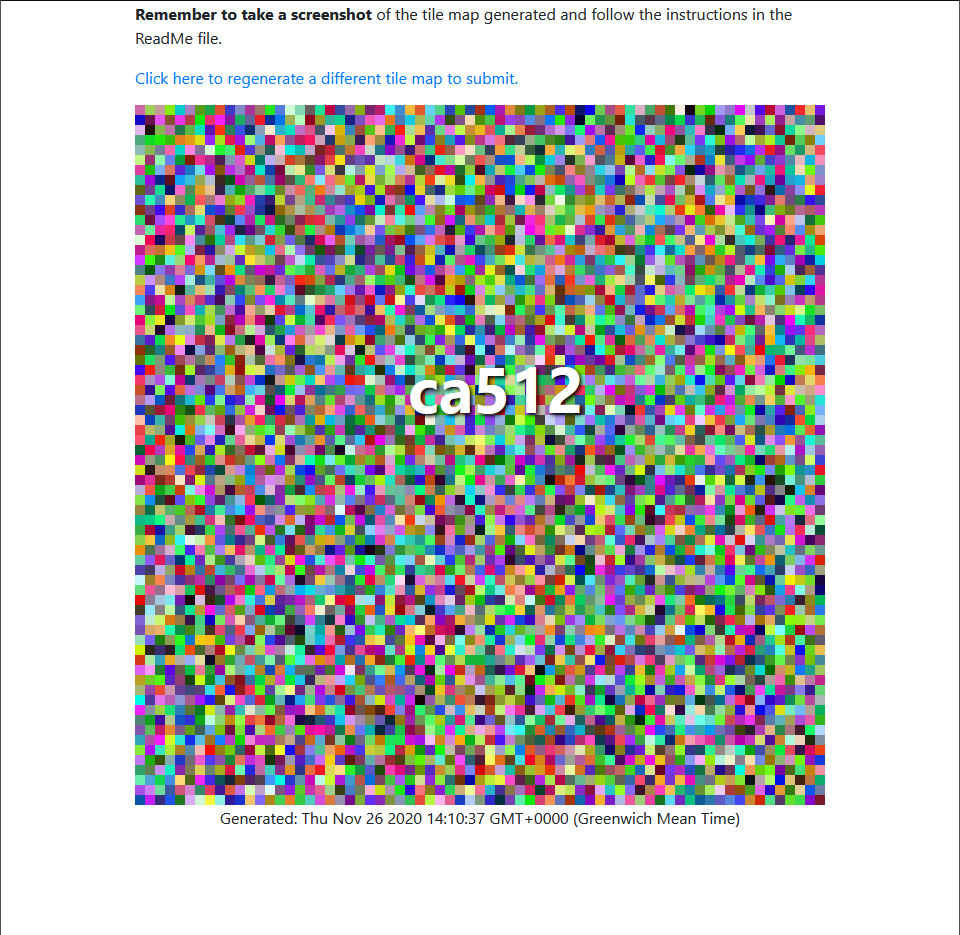 Remember to take a screenshot of the tile map generated and follow the instructions in the
ReadMe file.
Click here to regenerate a different tile map to submit.
ca512
Generated: Thu Nov 26 2020 14:10:37 GMT+0000 (Greenwich Mean Time)